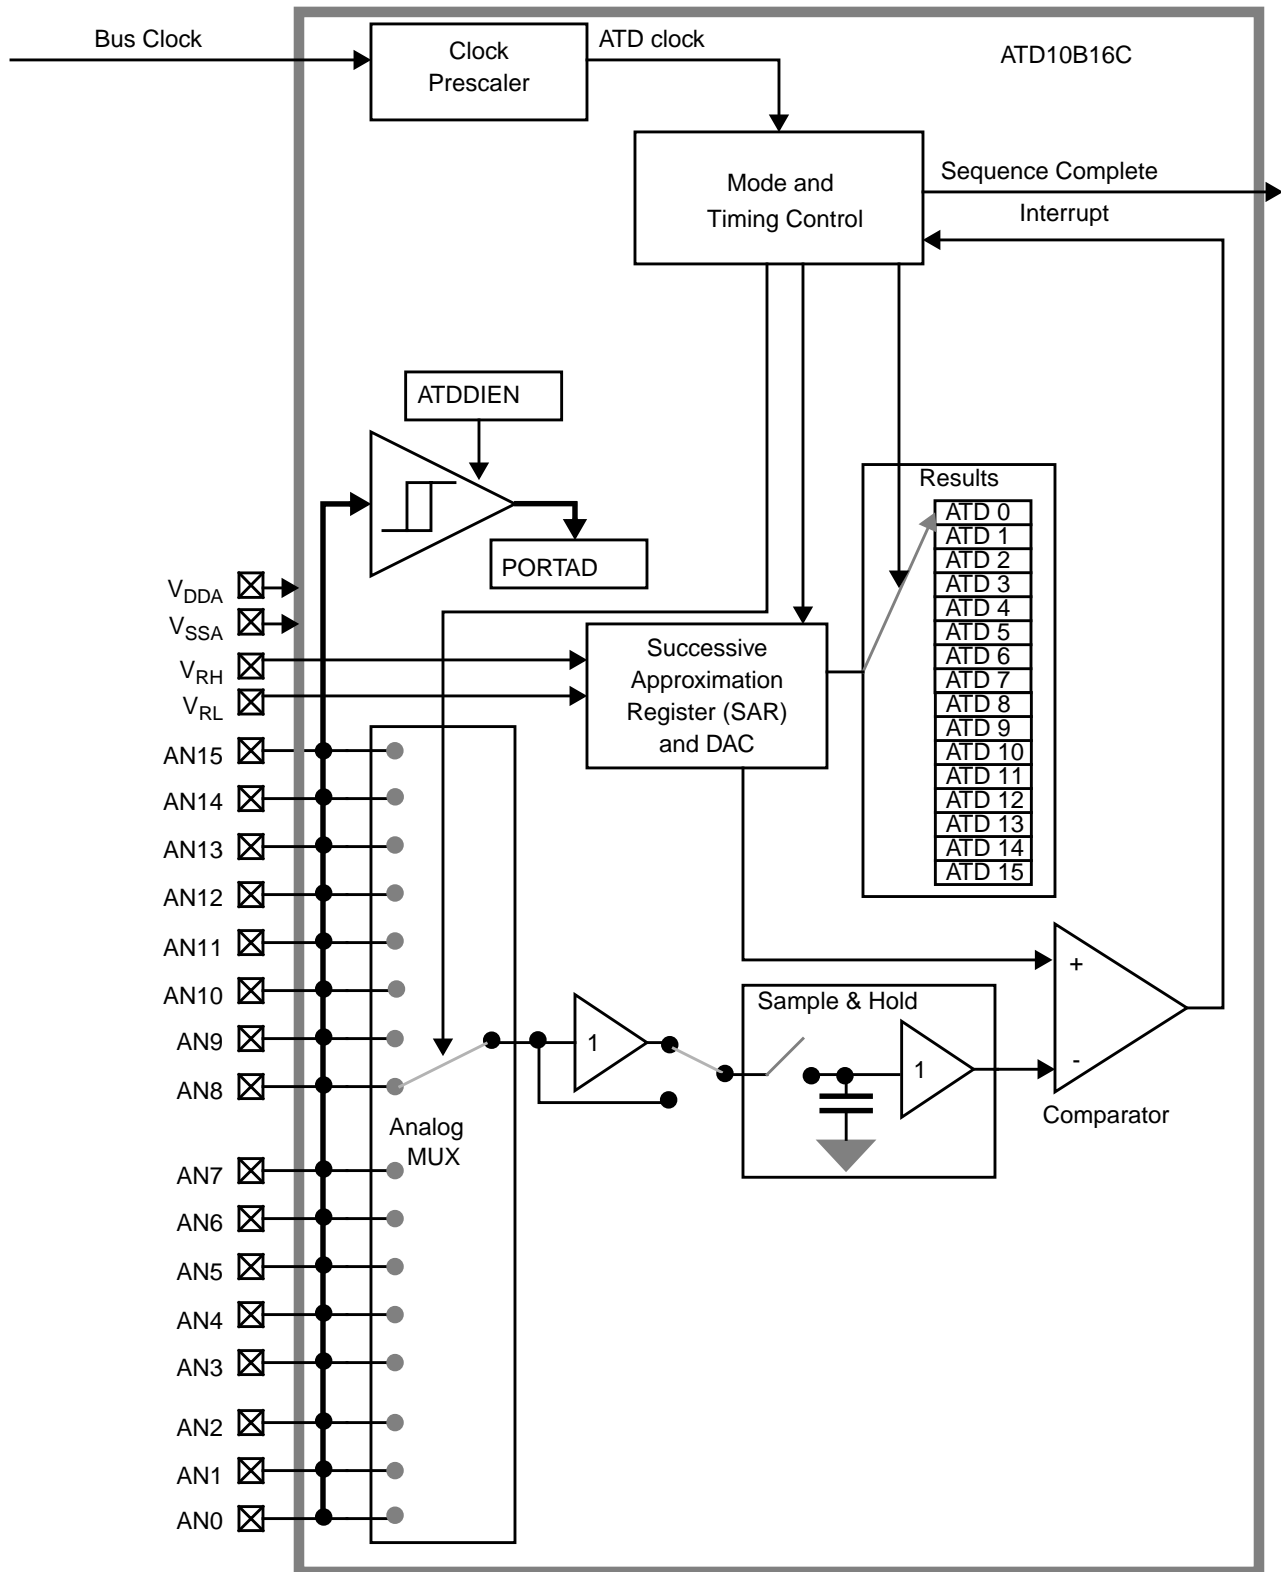 Bus Clock
Clock
Prescaler
ATD clock
ATD10B16C
Mode and
Timing Control
Sequence Complete
Interrupt
ATDDIEN
PORTAD
Results
ATD 0
ATD 1
ATD 2
ATD 3
ATD 4
ATD 5
ATD 6
ATD 7
ATD 8
ATD 9
ATD 10
ATD 11
ATD 12
ATD 13
ATD 14
ATD 15
VDDA
VSSA
VRH
VRL
Successive
Approximation
Register (SAR)
and DAC
AN15
AN14
AN13
AN12
AN11
AN10
AN9
AN8
AN7
AN6
AN5
AN4
AN3
AN2
AN1
AN0
Analog
MUX
1
Sample & Hold
1
+
-
Comparator